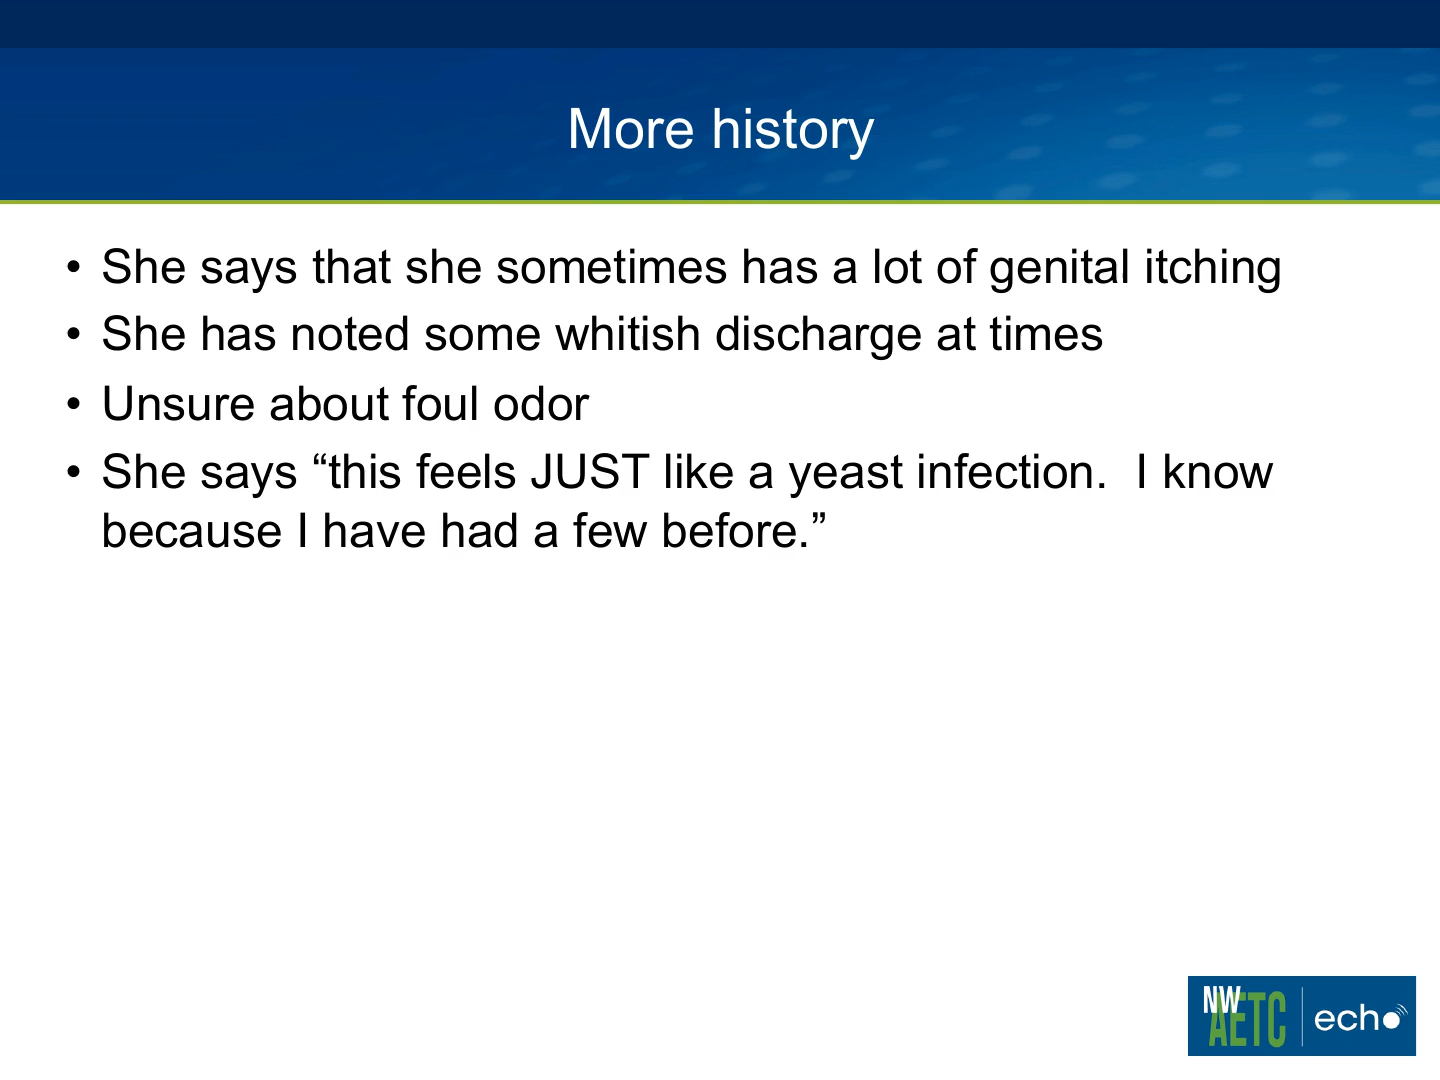 More history
• She says that she sometimes has a lot of genital itching
• She has noted some whitish discharge at times
• Unsure about foul odor
• She says “this feels JUST like a yeast infection.  I know
because I have had a few before.”
NW
AETC echo